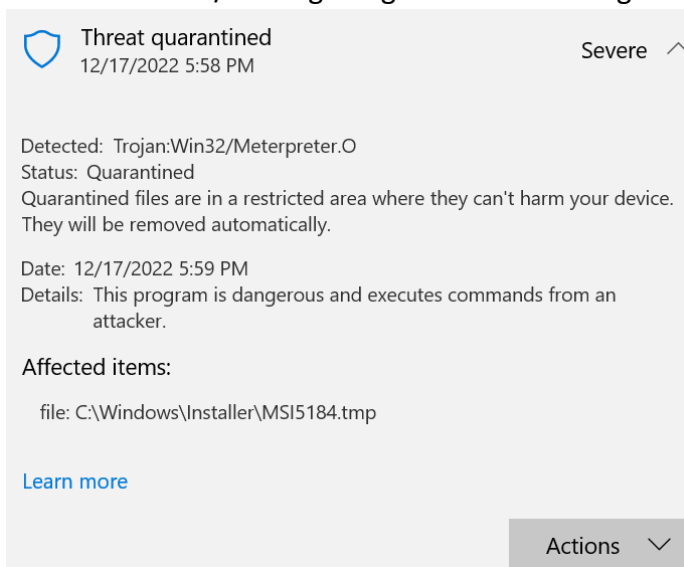 Threat quarantined
12/17/2022 5:58 PM
Severe
Detected: Trojan:Win32/Meterpreter.O
Status: Quarantined
Quarantined files are in a restricted area where they can't harm your device.
They will be removed automatically.
Date: 12/17/2022 5:59 PM
Details: This program is dangerous and executes commands from an
attacker.
Affected items:
file: C:\Windows\Installer\MSI5184.tmp
Learn more
Actions